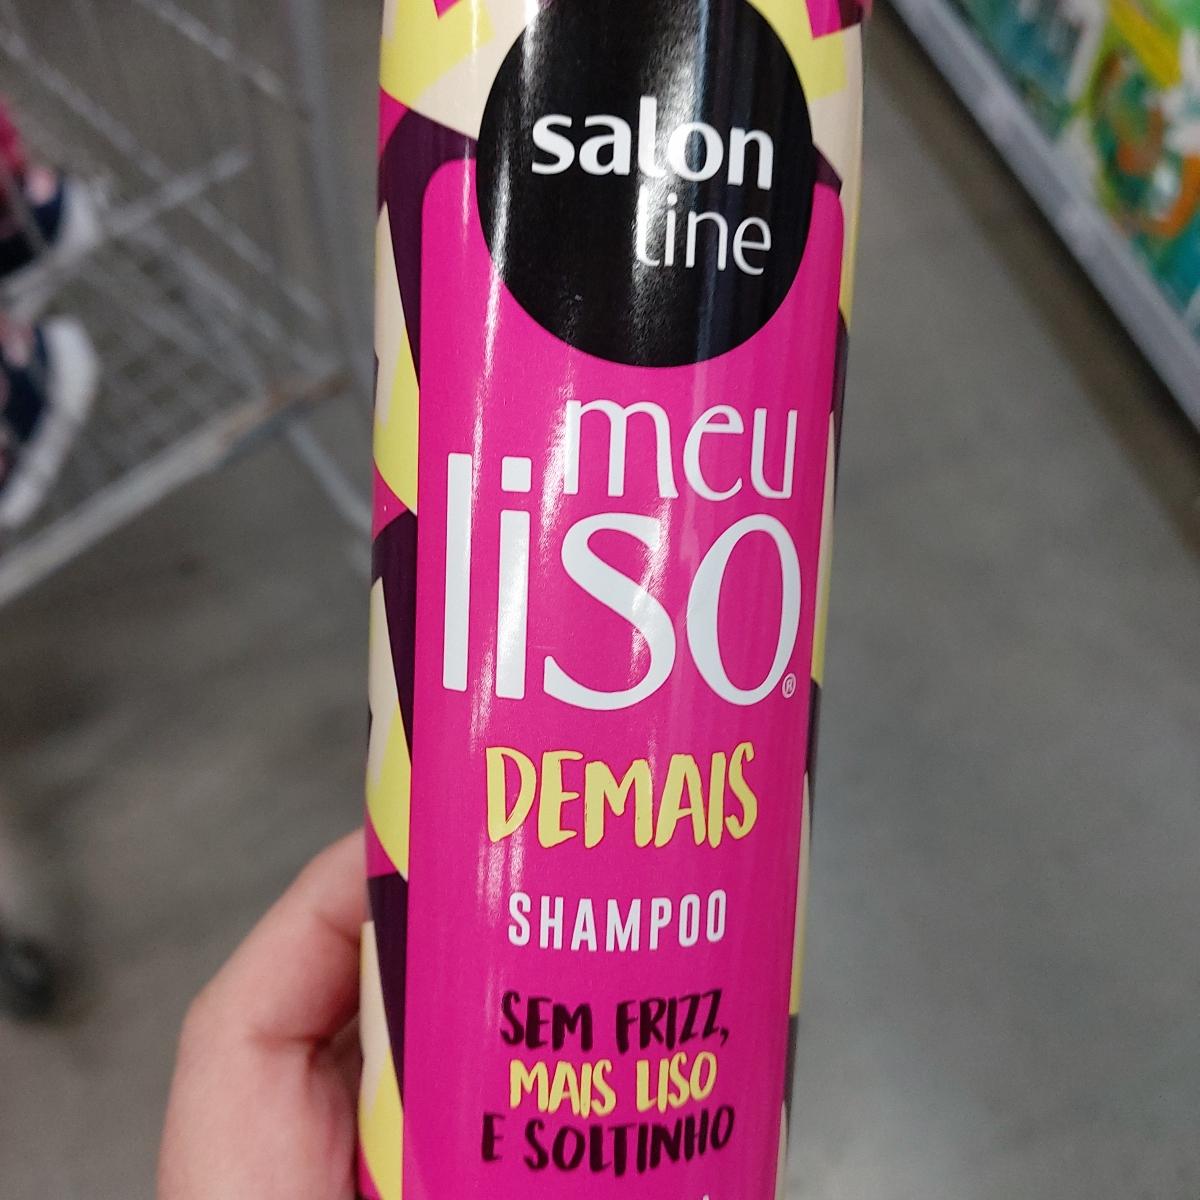 salon
line
meu
liso®
DEMAIS
SHAMPOO
SEM FRIZZ,
MAIS LISO
E SOLTINHO